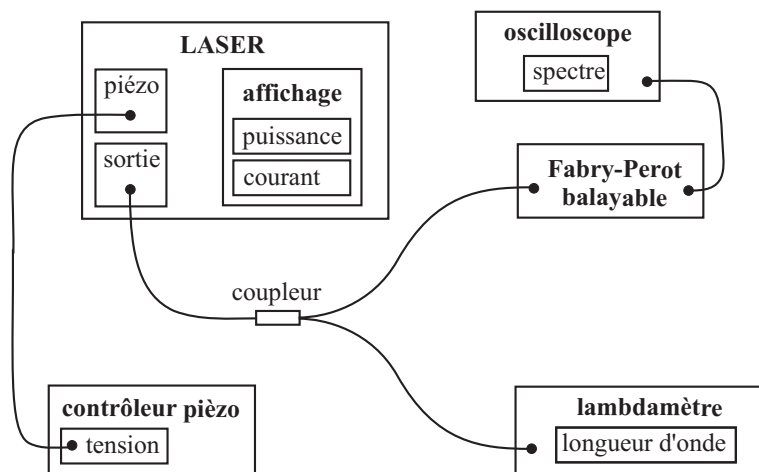 LASER
piézo
sortie
affichage
puissance
courant
oscilloscope
spectre
Fabry-Perot
balayable
coupleur
contrôleur pièzo
tension
lambdamètre
longueur d'onde